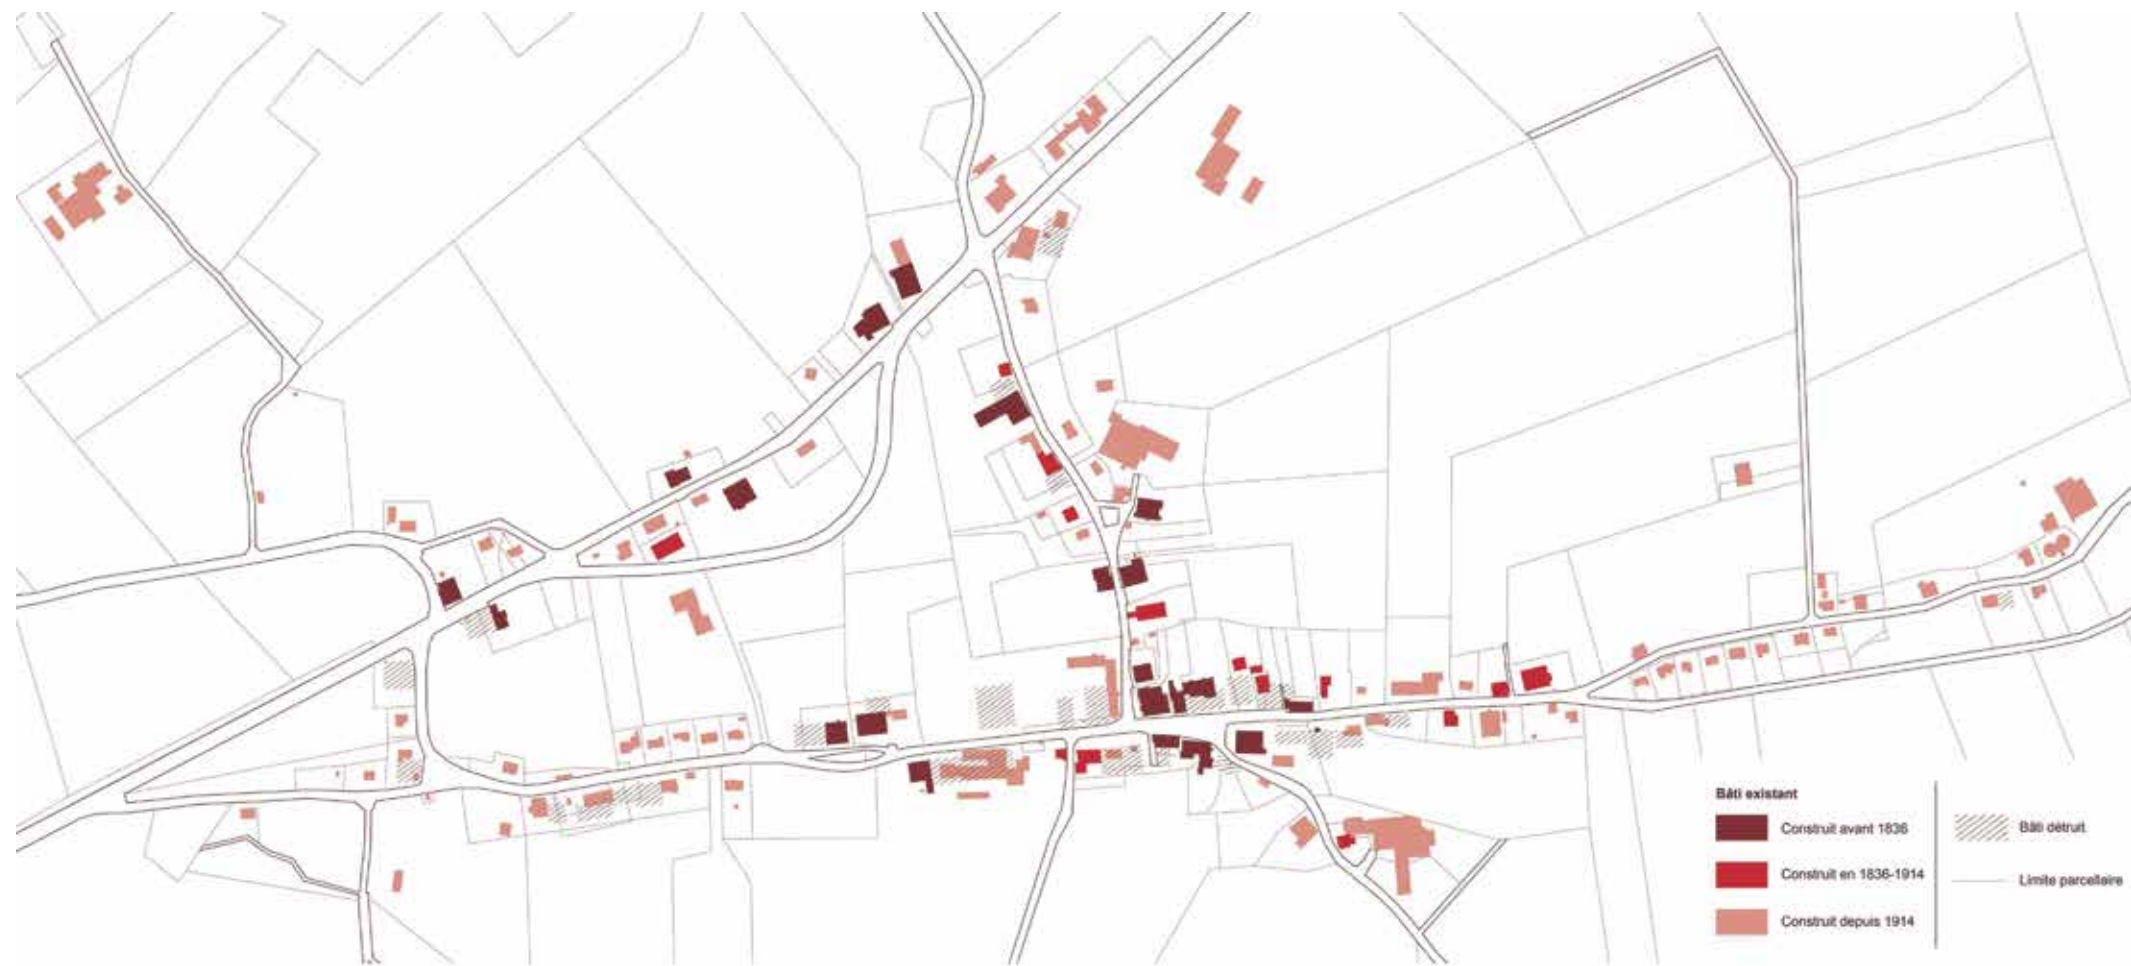 Bâti existant
Construit avant 1836
Construit en 1836-1914
Construit depuis 1914
Bâti détruit
Limite parcellaire